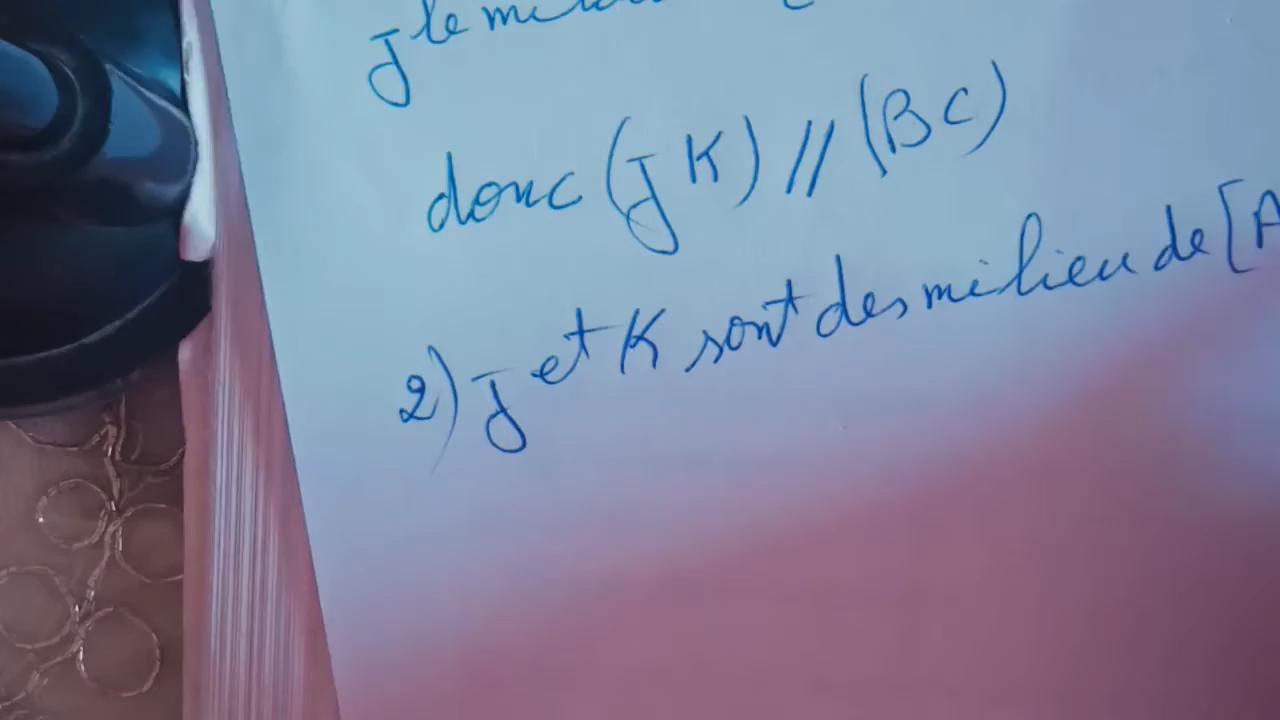 J le
donc (JK) // (BC)
2) J et K sont des milieu de [A